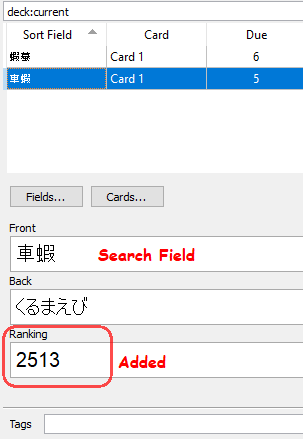 deck:current
Sort Field Card Due
蝦蟇 Card 1 6
車蝦 Card 1 5
Fields... Cards...
Front
車蝦 Search Field
Back
くるまえび
Ranking
2513 Added
Tags